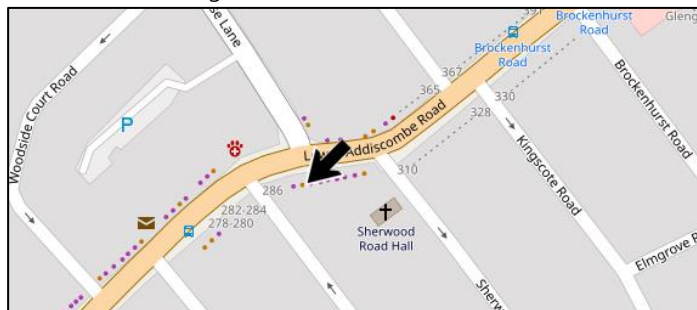 se Lane
Brockenhurst
Road
Gleng
Brockenhurst
Road
Woodside Court Road
P
367
365
330
328
Addiscombe Road
Brockenhurst Road
Kingscote Road
310
286
282-284
278-280
Sherwood
Road Hall
Elmgrove R
Sherw